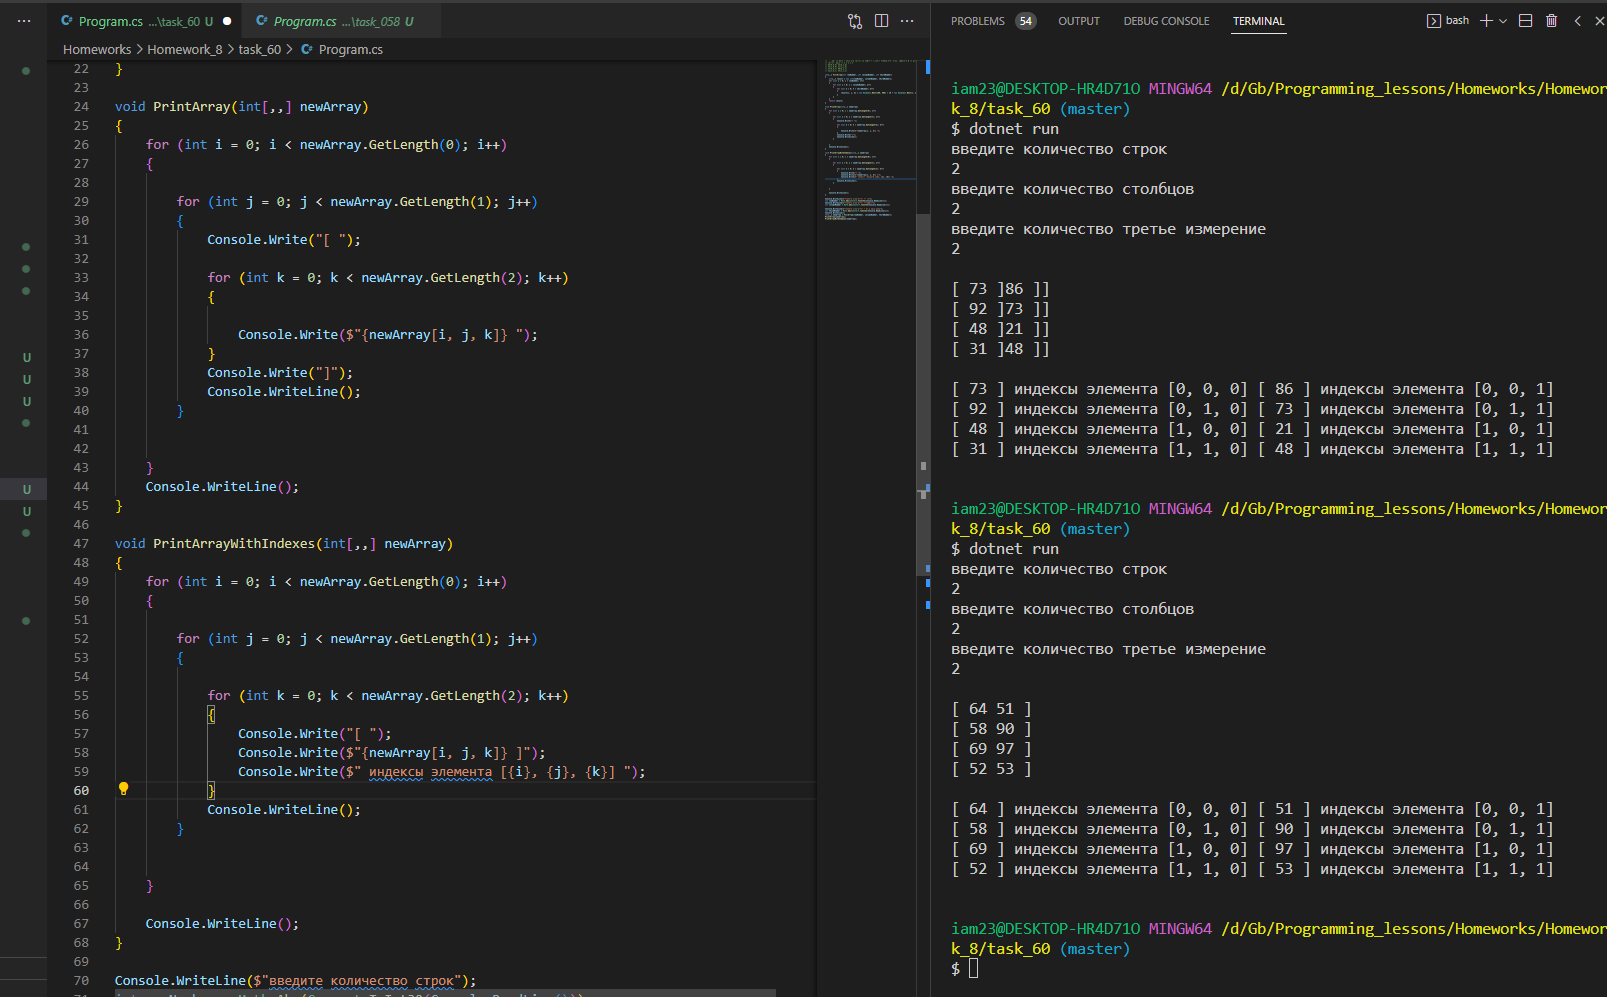 Program.cs ...\task_60 U
Program.cs ...\task_058 U
Homeworks > Homework_8 > task_60 > Program.cs
22 }
23
24 void PrintArray(int[,,] newArray)
25 {
26 for (int i = 0; i < newArray.GetLength(0); i++)
27 {
28
29 for (int j = 0; j < newArray.GetLength(1); j++)
30 {
31 Console.Write("[ ");
32
33 for (int k = 0; k < newArray.GetLength(2); k++)
34 {
35
36 Console.Write($"{newArray[i, j, k]} ");
37 }
38 Console.Write("]");
39 Console.WriteLine();
40 }
41
42
43 }
44 Console.WriteLine();
45 }
46
47 void PrintArrayWithIndexes(int[,,] newArray)
48 {
49 for (int i = 0; i < newArray.GetLength(0); i++)
50 {
51
52 for (int j = 0; j < newArray.GetLength(1); j++)
53 {
54
55 for (int k = 0; k < newArray.GetLength(2); k++)
56 {
57 Console.Write("[ ");
58 Console.Write($"{newArray[i, j, k]} ]");
59 Console.Write($" индексы элемента [{i}, {j}, {k}] ");
60 }
61 Console.WriteLine();
62 }
63
64
65 }
66
67 Console.WriteLine();
68 }
69
70 Console.WriteLine($"введите количество строк");
U
U
U
U
U
PROBLEMS 54 OUTPUT DEBUG CONSOLE TERMINAL bash
iam23@DESKTOP-HR4D71O MINGW64 /d/Gb/Programming_lessons/Homeworks/Homewor
k_8/task_60 (master)
$ dotnet run
введите количество строк
2
введите количество столбцов
2
введите количество третье измерение
2
[ 73 ]86 ]]
[ 92 ]73 ]]
[ 48 ]21 ]]
[ 31 ]48 ]]
[ 73 ] индексы элемента [0, 0, 0] [ 86 ] индексы элемента [0, 0, 1]
[ 92 ] индексы элемента [0, 1, 0] [ 73 ] индексы элемента [0, 1, 1]
[ 48 ] индексы элемента [1, 0, 0] [ 21 ] индексы элемента [1, 0, 1]
[ 31 ] индексы элемента [1, 1, 0] [ 48 ] индексы элемента [1, 1, 1]
iam23@DESKTOP-HR4D71O MINGW64 /d/Gb/Programming_lessons/Homeworks/Homewor
k_8/task_60 (master)
$ dotnet run
введите количество строк
2
введите количество столбцов
2
введите количество третье измерение
2
[ 64 51 ]
[ 58 90 ]
[ 69 97 ]
[ 52 53 ]
[ 64 ] индексы элемента [0, 0, 0] [ 51 ] индексы элемента [0, 0, 1]
[ 58 ] индексы элемента [0, 1, 0] [ 90 ] индексы элемента [0, 1, 1]
[ 69 ] индексы элемента [1, 0, 0] [ 97 ] индексы элемента [1, 0, 1]
[ 52 ] индексы элемента [1, 1, 0] [ 53 ] индексы элемента [1, 1, 1]
iam23@DESKTOP-HR4D71O MINGW64 /d/Gb/Programming_lessons/Homeworks/Homewor
k_8/task_60 (master)
$